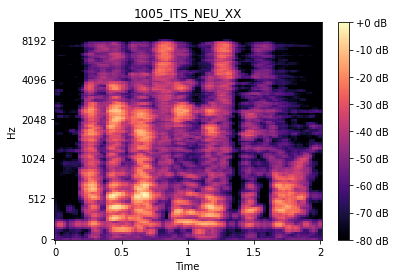 1005_ITS_NEU_XX
+0 dB
8192
-10 dB
4096
-20 dB
-30 dB
2048
Hz
-40 dB
1024
-50 dB
512
-60 dB
-70 dB
0
-80 dB
0 0.5 1 1.5 2
Time